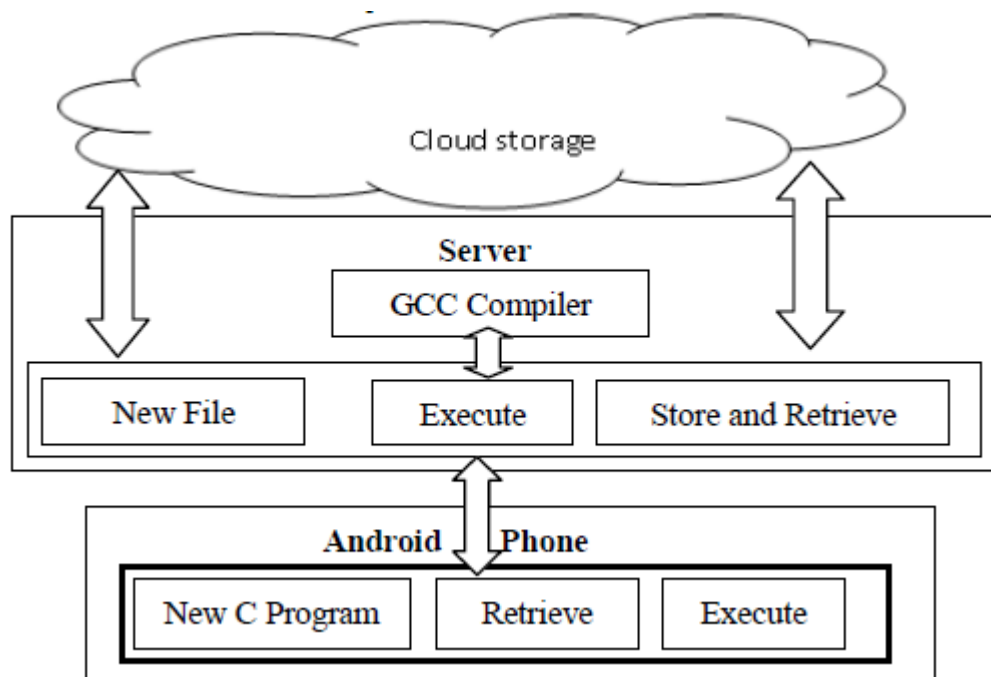 Cloud storage
Server
GCC Compiler
New File
Execute
Store and Retrieve
Android Phone
New C Program
Retrieve
Execute